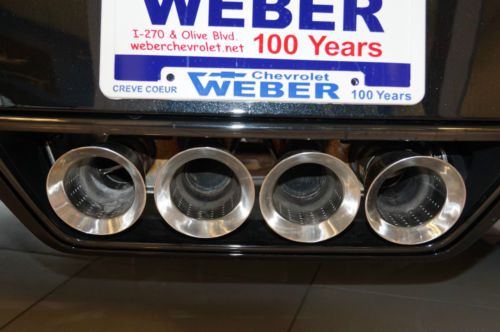 WEBER
I-270 & Olive Blvd.
weberchevrolet.net 100 Years
Chevrolet
WEBER
CREVE COEUR 100 Years